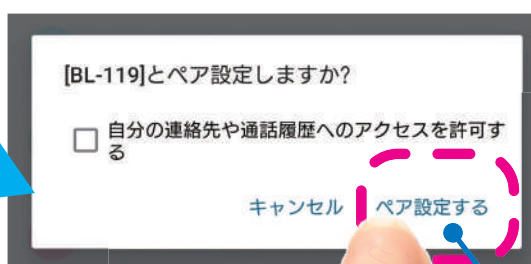 [BL-119]とペア設定しますか?
自分の連絡先や通話履歴へのアクセスを許可す
る
キャンセル ペア設定する